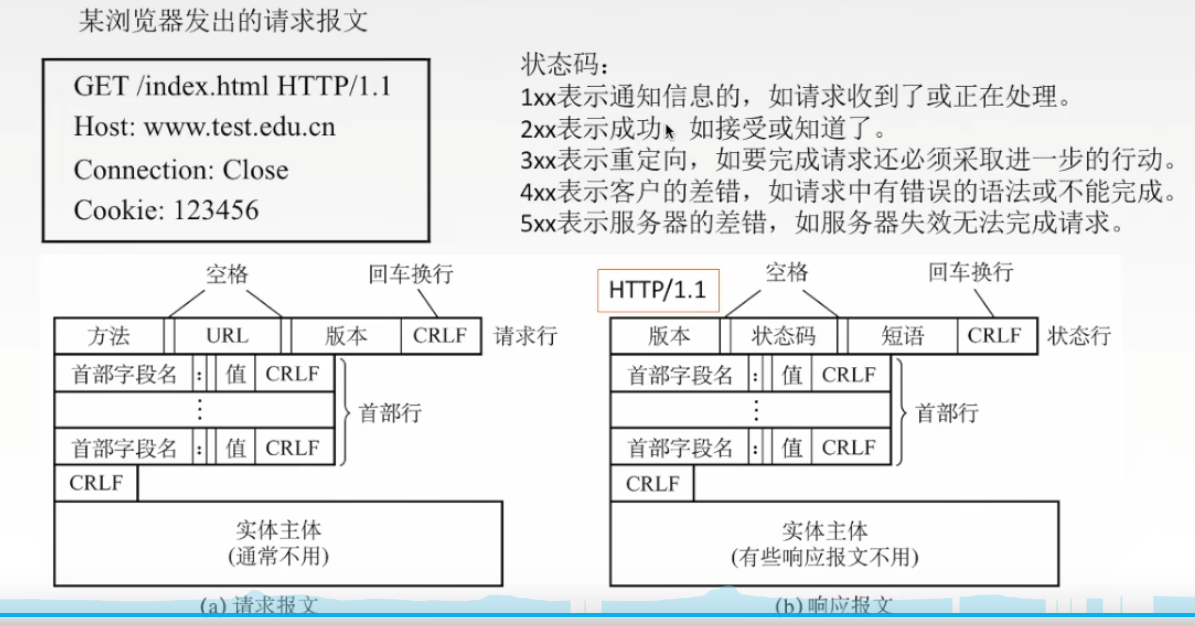 某浏览器发出的请求报文
GET /index.html HTTP/1.1
Host: www.test.edu.cn
Connection: Close
Cookie: 123456
状态码：
1xx表示通知信息的，如请求收到了或正在处理。
2xx表示成功，如接受或知道了。
3xx表示重定向，如要完成请求还必须采取进一步的行动。
4xx表示客户的差错，如请求中有错误的语法或不能完成。
5xx表示服务器的差错，如服务器失效无法完成请求。
空格 回车换行
方法 URL 版本 CRLF 请求行
首部字段名 : 值 CRLF
⋮ 首部行
首部字段名 : 值 CRLF
CRLF
实体主体
(通常不用)
(a) 请求报文
HTTP/1.1 空格 回车换行
版本 状态码 短语 CRLF 状态行
首部字段名 : 值 CRLF
⋮ 首部行
首部字段名 : 值 CRLF
CRLF
实体主体
(有些响应报文不用)
(b) 响应报文